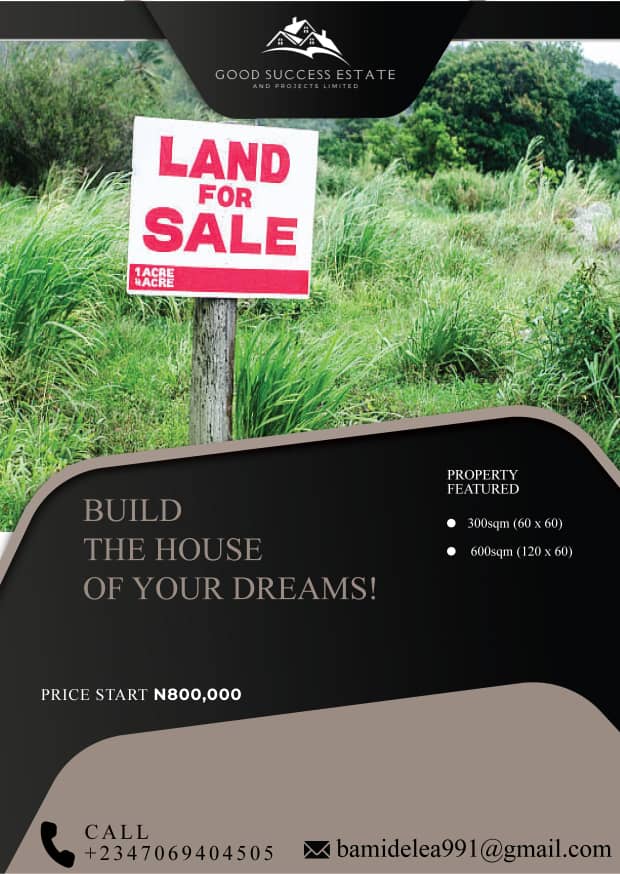 GOOD SUCCESS ESTATE
AND PROJECTS LIMITED
LAND
FOR
SALE
1 ACRE
¼ ACRE
BUILD
THE HOUSE
OF YOUR DREAMS!
PROPERTY
FEATURED
300sqm (60 x 60)
600sqm (120 x 60)
PRICE START N800,000
CALL
+2347069404505
bamidelea991@gmail.com